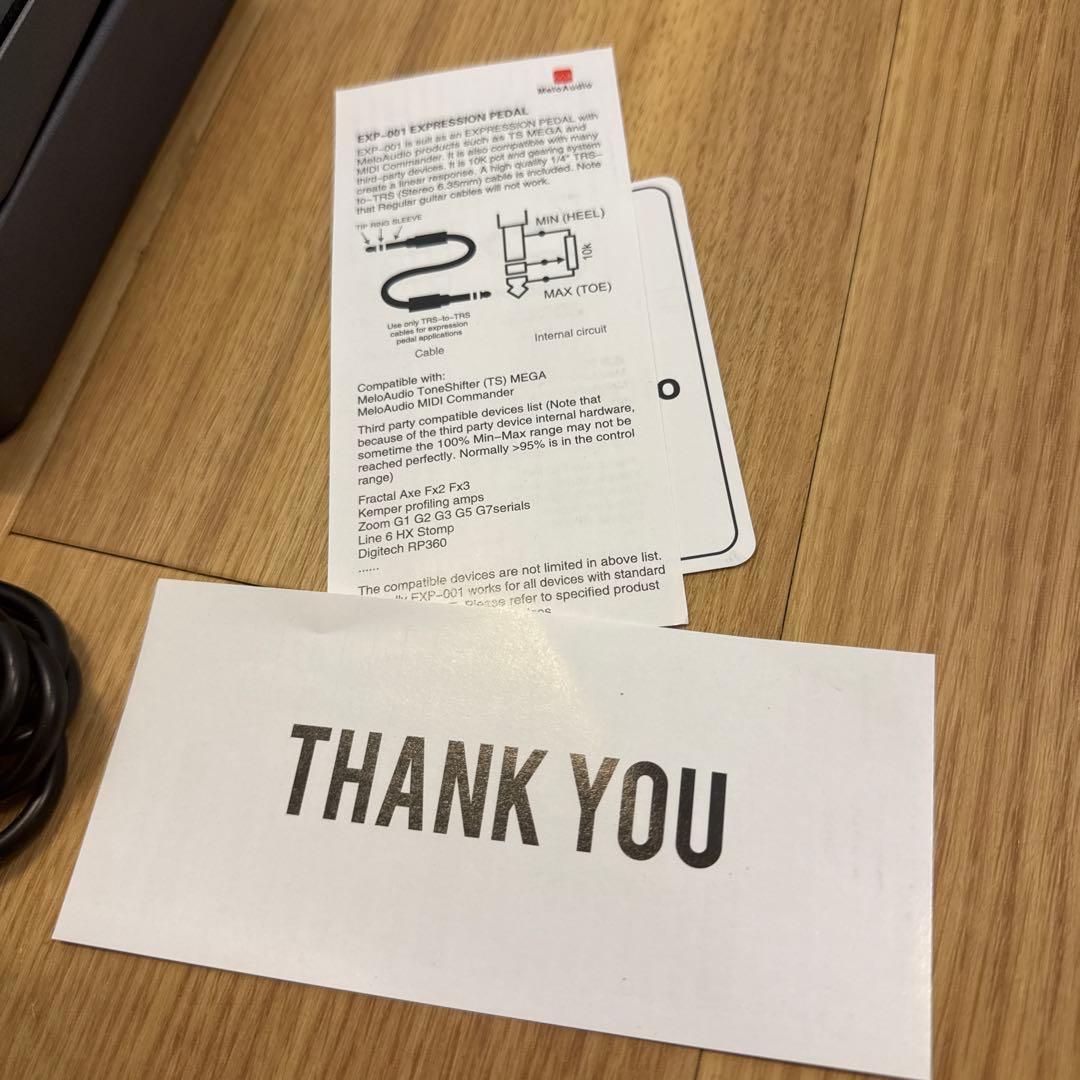 MeloAudio
EXP-001 EXPRESSION PEDAL
EXP-001 is suit as an EXPRESSION PEDAL with
MeloAudio products such as TS MEGA and
MIDI Commander. It is also compatible with many
third-party devices. It is 10K pot and gearing system
create a linear response. A high quality 1/4" TRS-
to-TRS (Stereo 6.35mm) cable is included. Note
that Regular guitar cables will not work.
TIP RING SLEEVE
MIN (HEEL)
10k
MAX (TOE)
Use only TRS-to-TRS
cables for expression
pedal applications
Cable
Internal circuit
Compatible with:
MeloAudio ToneShifter (TS) MEGA
MeloAudio MIDI Commander
Third party compatible devices list (Note that
because of the third party device internal hardware,
sometime the 100% Min-Max range may not be
reached perfectly. Normally >95% is in the control
range)
Fractal Axe Fx2 Fx3
Kemper profiling amps
Zoom G1 G2 G3 G5 G7serials
Line 6 HX Stomp
Digitech RP360
......
The compatible devices are not limited in above list.
EXP-001 works for all devices with standard
Please refer to specified produst
o
THANK YOU